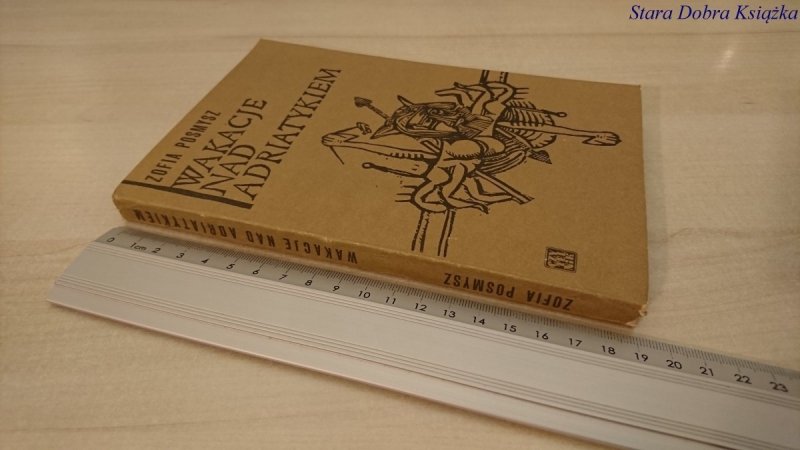 Stara Dobra Książka
ZOFIA POSMYSZ
WAKACJE
NAD
ADRIATYKIEM
WAKACJE NAD ADRIATYKIEM
ZOFIA POSMYSZ
0 1cm 2 3 4 5 6 7 8 9 10 11 12 13 14 15 16 17 18 19 20 21 22 23